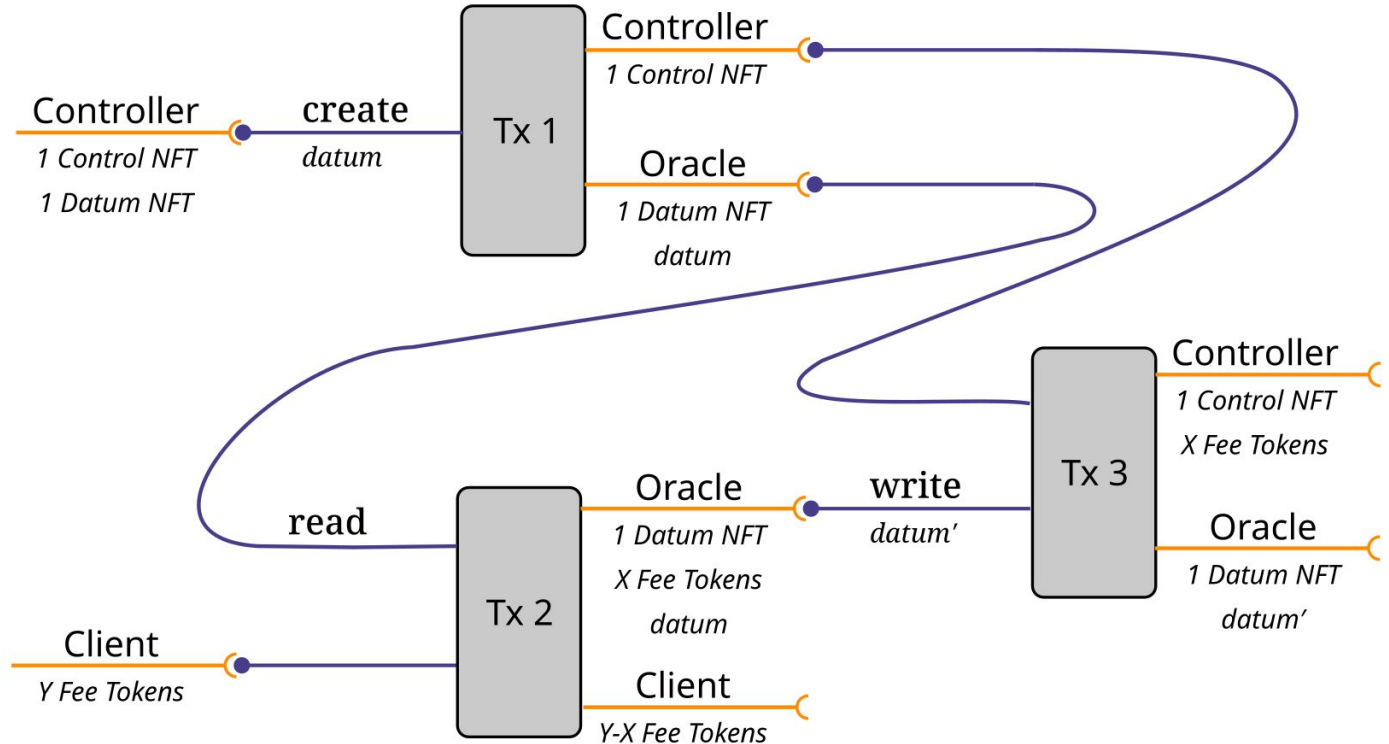 Controller
1 Control NFT
1 Datum NFT
create
datum
Tx 1
Controller
1 Control NFT
Oracle
1 Datum NFT
datum
read
Client
Y Fee Tokens
Tx 2
Oracle
1 Datum NFT
X Fee Tokens
datum
Client
Y-X Fee Tokens
write
datum′
Tx 3
Controller
1 Control NFT
X Fee Tokens
Oracle
1 Datum NFT
datum′